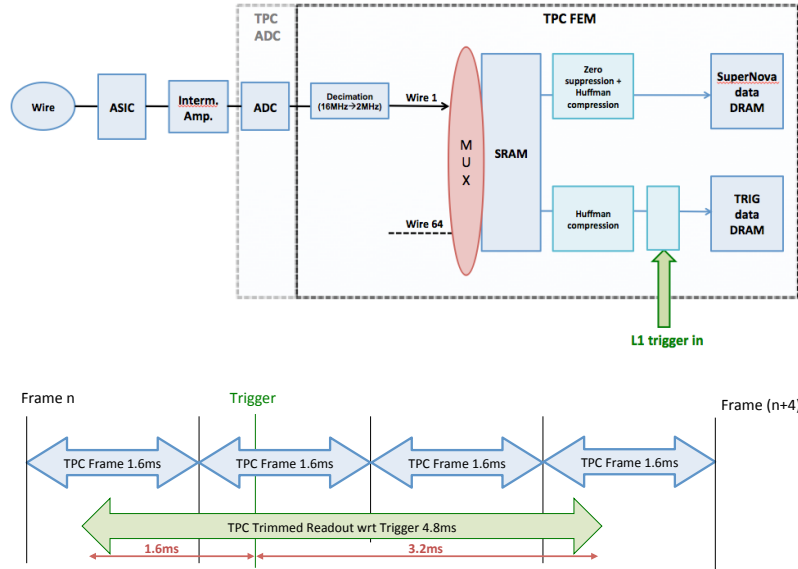 TPC
ADC
TPC FEM
Wire
ASIC
Interm.
Amp.
ADC
Decimation
(16MHz→2MHz)
Wire 1
Wire 64
M
U
X
SRAM
Zero
suppression +
Huffman
compression
SuperNova
data
DRAM
Huffman
compression
TRIG
data
DRAM
L1 trigger in
Frame n
Trigger
Frame (n+4)
TPC Frame 1.6ms
TPC Frame 1.6ms
TPC Frame 1.6ms
TPC Frame 1.6ms
TPC Trimmed Readout wrt Trigger 4.8ms
1.6ms
3.2ms